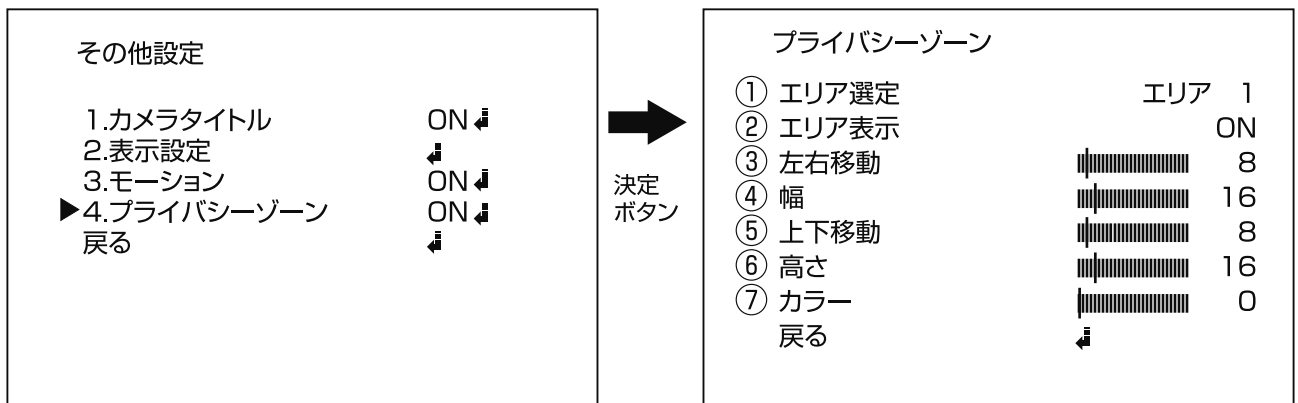 その他設定
1.カメラタイトル ON
2.表示設定
3.モーション ON
▶4.プライバシーゾーン ON
戻る
決定
ボタン
プライバシーゾーン
① エリア選定 エリア 1
② エリア表示 ON
③ 左右移動 8
④ 幅 16
⑤ 上下移動 8
⑥ 高さ 16
⑦ カラー 0
戻る